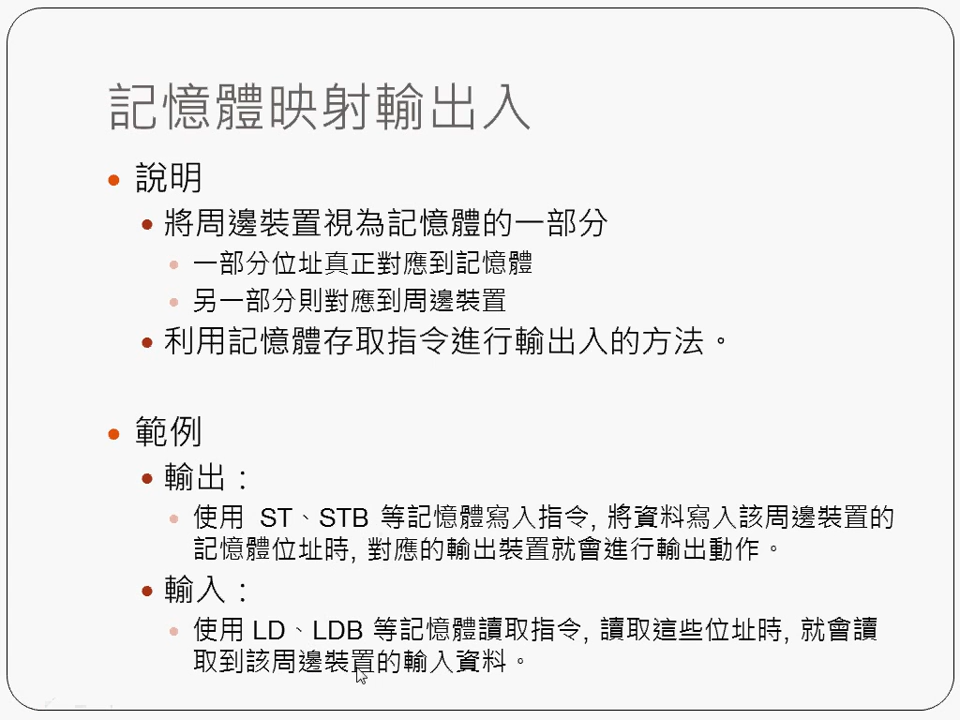 記憶體映射輸出入
說明
將周邊裝置視為記憶體的一部分
一部分位址真正對應到記憶體
另一部分則對應到周邊裝置
利用記憶體存取指令進行輸出入的方法。
範例
輸出：
使用 ST、STB 等記憶體寫入指令, 將資料寫入該周邊裝置的
記憶體位址時, 對應的輸出裝置就會進行輸出動作。
輸入：
使用 LD、LDB 等記憶體讀取指令, 讀取這些位址時, 就會讀
取到該周邊裝置的輸入資料。